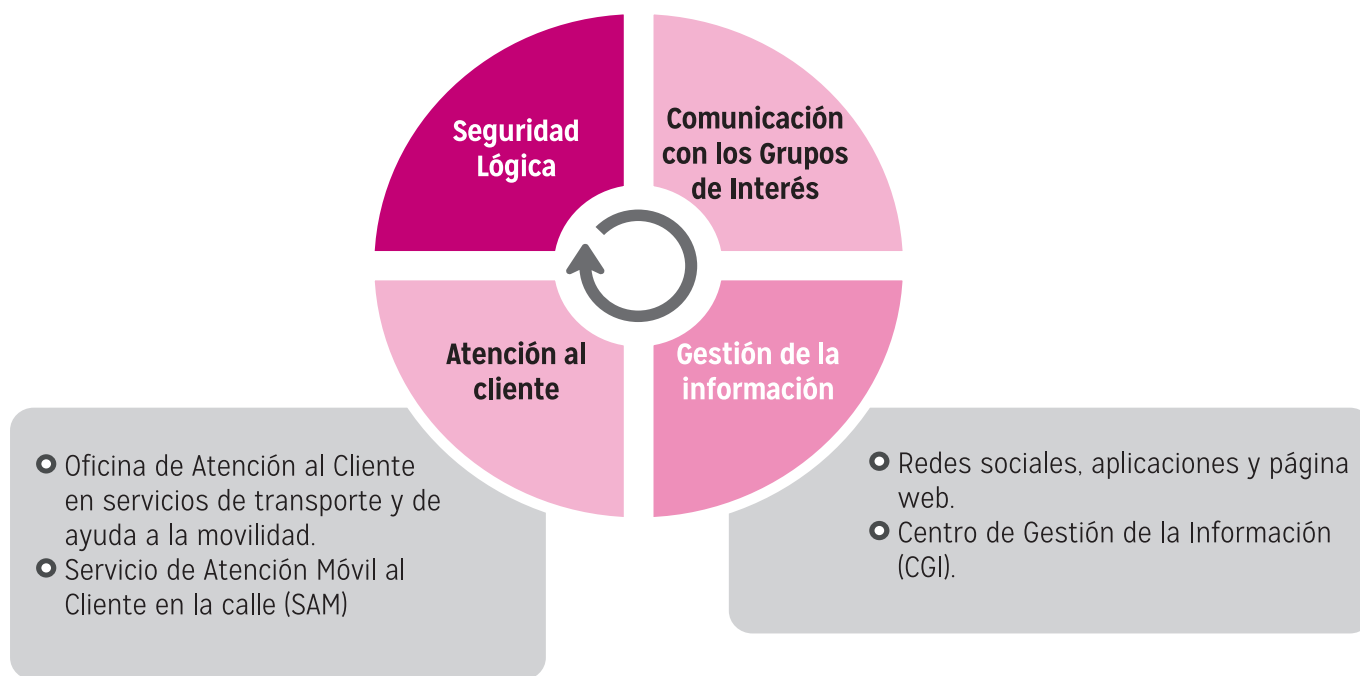 Seguridad
Lógica
Comunicación
con los Grupos
de Interés
Atención al
cliente
Gestión de la
información
Oficina de Atención al Cliente
en servicios de transporte y de
ayuda a la movilidad.
Servicio de Atención Móvil al
Cliente en la calle (SAM)
Redes sociales, aplicaciones y página
web.
Centro de Gestión de la Información
(CGI).